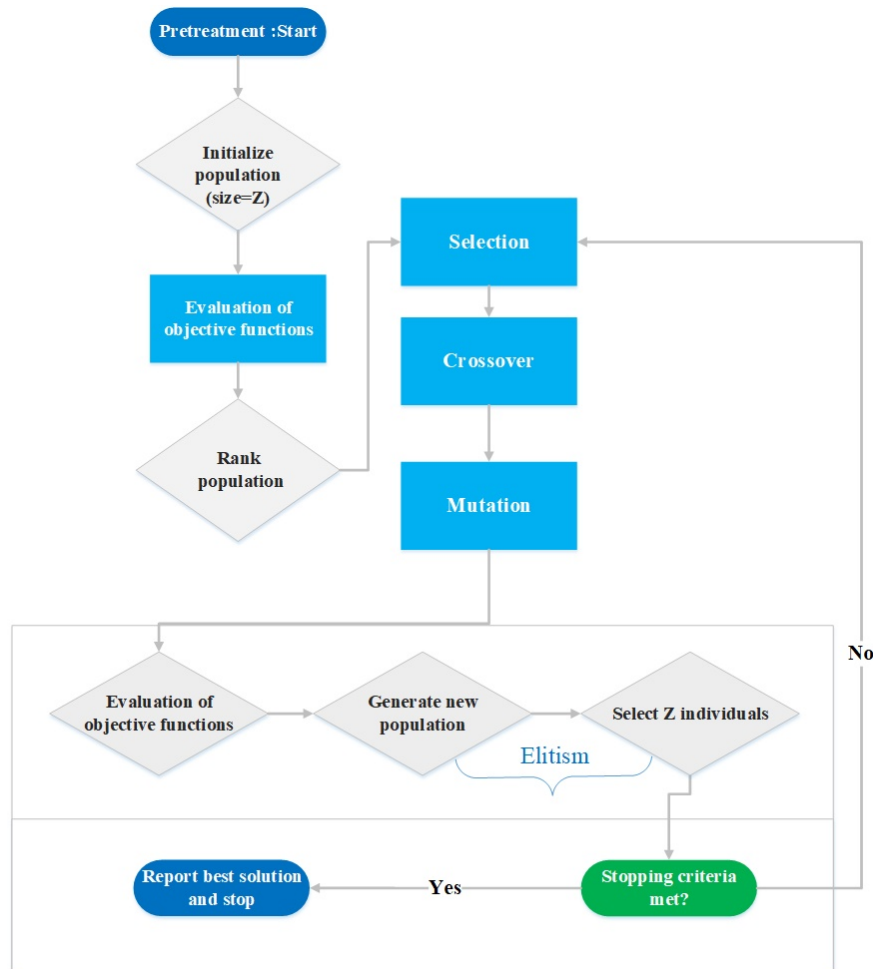 Pretreatment :Start
Initialize
population
(size=Z)
Evaluation of
objective functions
Rank
population
Selection
Crossover
Mutation
Evaluation of
objective functions
Generate new
population
Select Z individuals
Elitism
No
Report best solution
and stop
Yes
Stopping criteria
met?